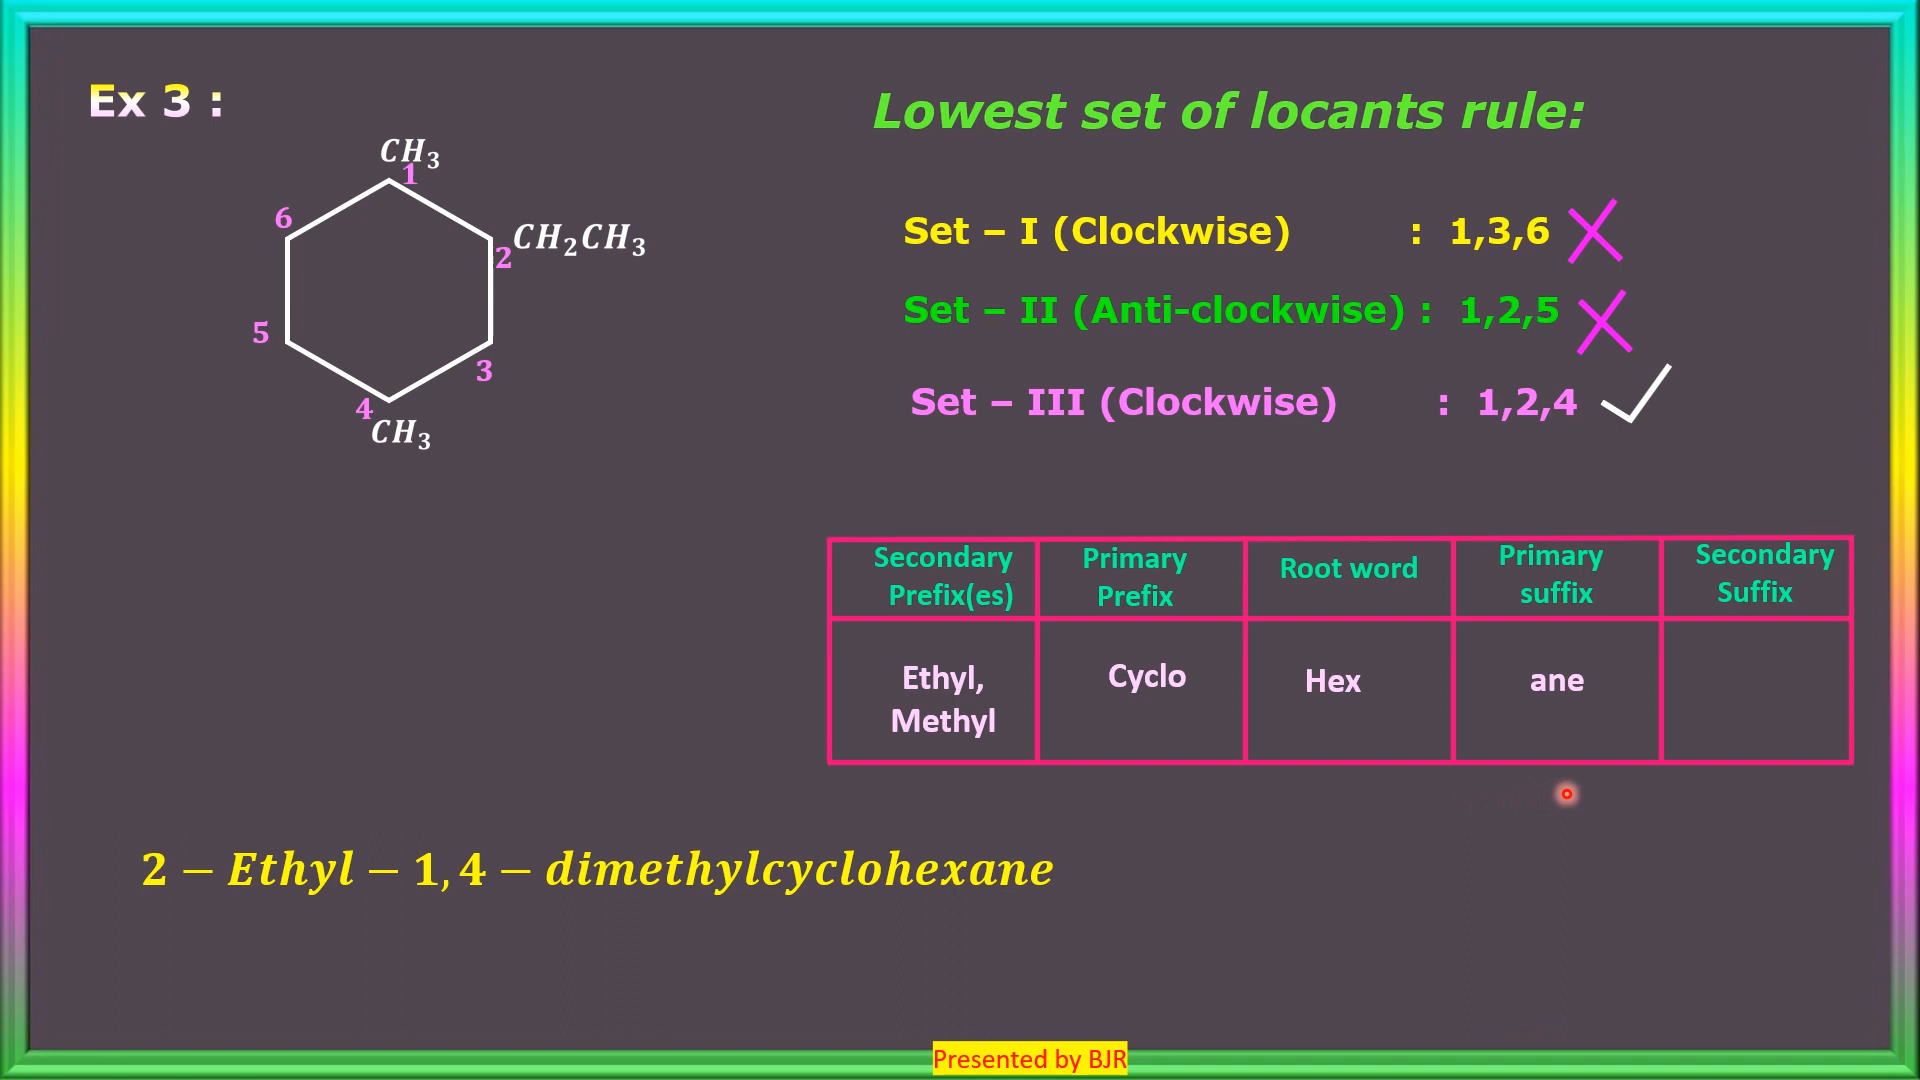 Ex 3 :
Lowest set of locants rule:
CH₃
1
6
2
CH₂CH₃
5
3
4
CH₃
Set – I (Clockwise) : 1,3,6
Set – II (Anti-clockwise) : 1,2,5
Set – III (Clockwise) : 1,2,4
Secondary Prefix(es) Primary Prefix Root word Primary suffix Secondary Suffix
Ethyl, Methyl Cyclo Hex ane
2 – Ethyl – 1, 4 – dimethylcyclohexane
Presented by BJR